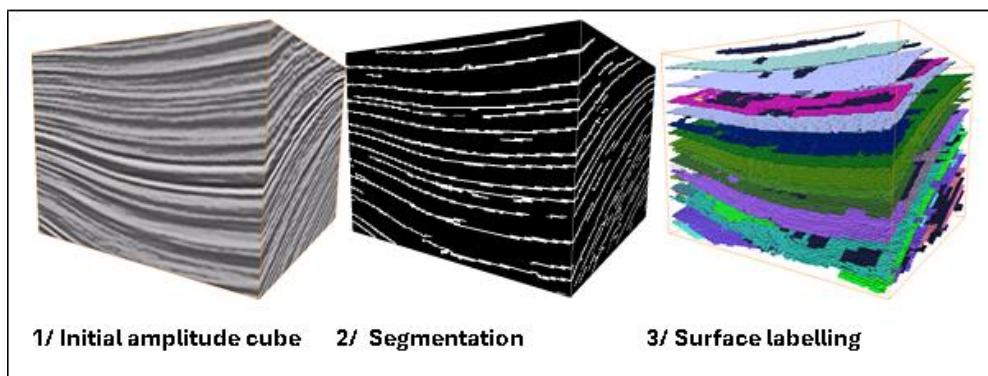 1/ Initial amplitude cube
2/ Segmentation
3/ Surface labelling